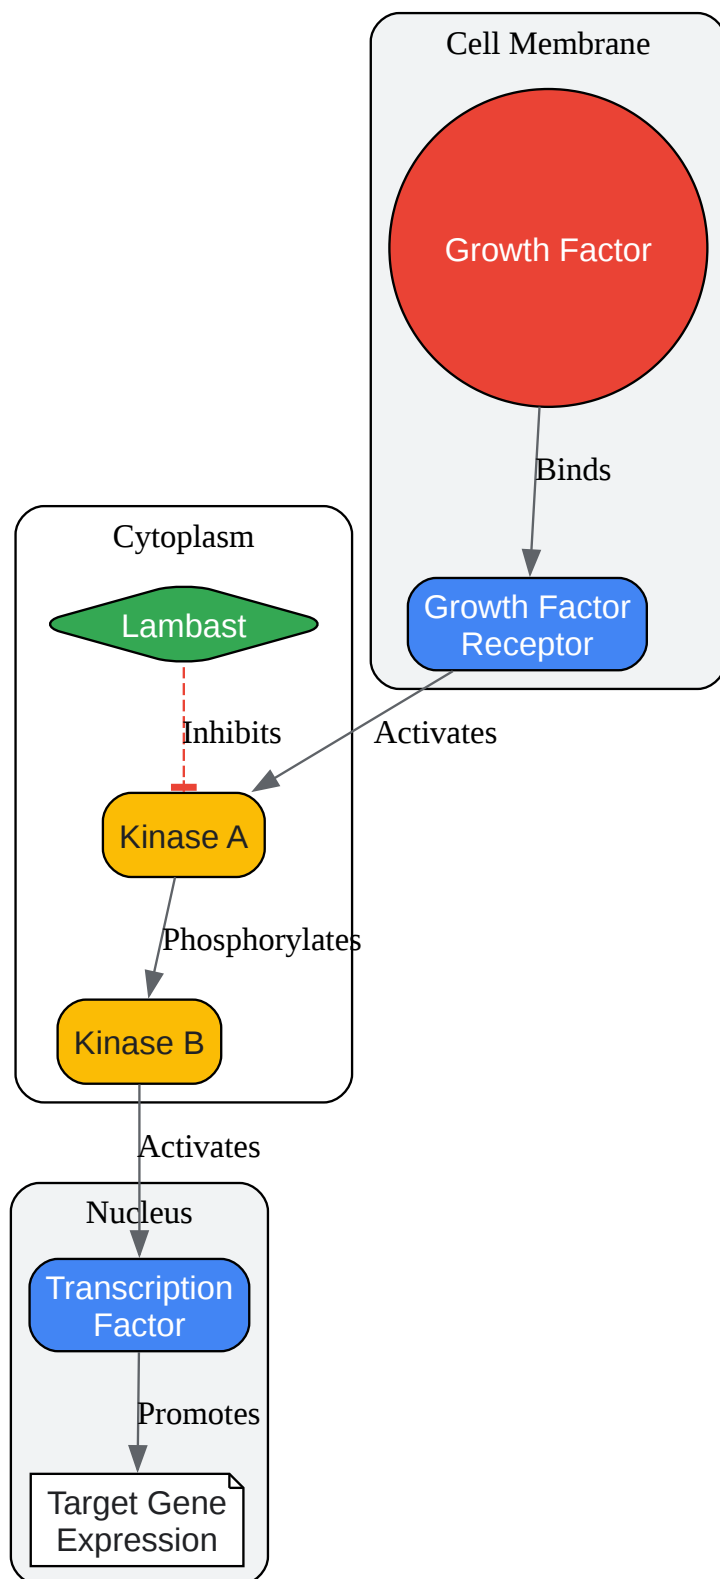 Cell Membrane
Growth Factor
Binds
Cytoplasm
Lambast
Growth Factor
Receptor
Inhibits
Activates
Kinase A
Phosphorylates
Kinase B
Activates
Nucleus
Transcription
Factor
Promotes
Target Gene
Expression